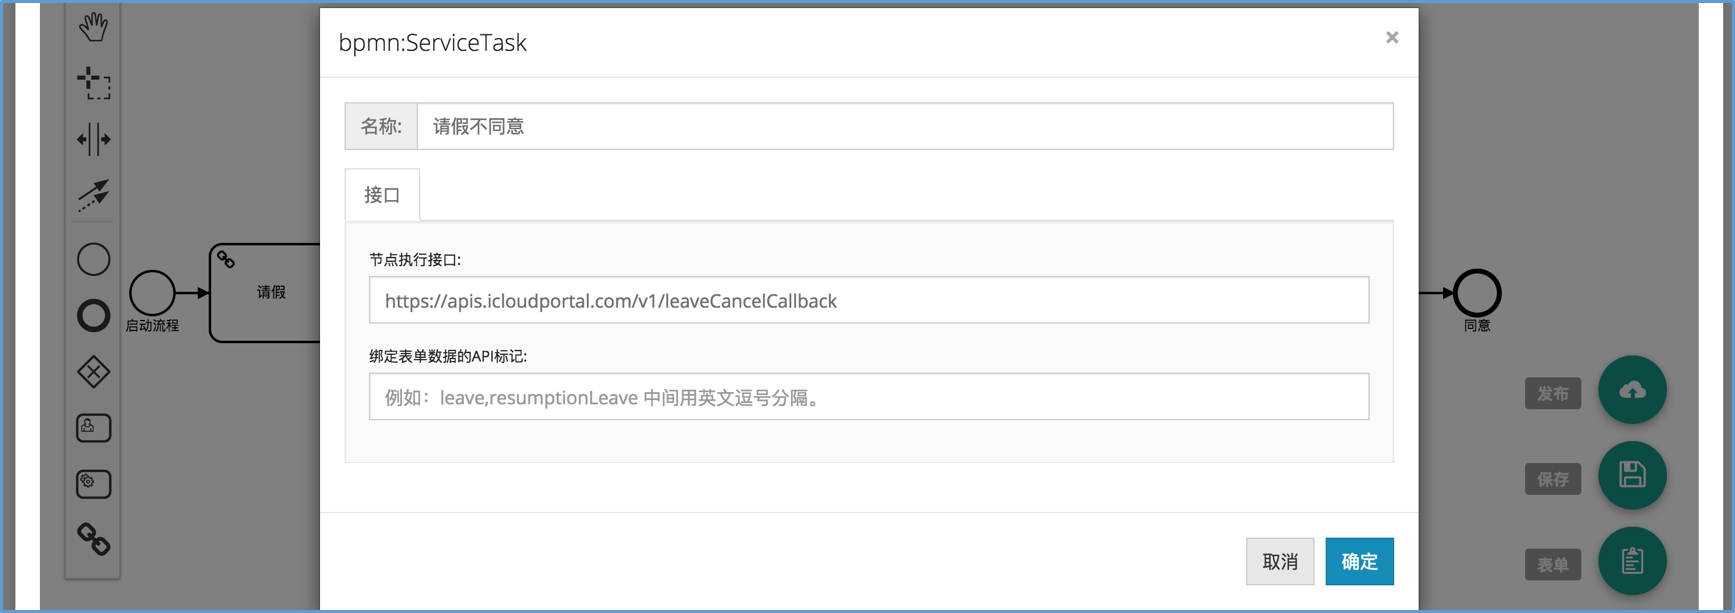 bpmn:ServiceTask
×
名称:
请假不同意
接口
节点执行接口:
https://apis.icloudportal.com/v1/leaveCancelCallback
绑定表单数据的API标记:
例如：leave,resumptionLeave 中间用英文逗号分隔。
取消
确定
启动流程
请假
同意
发布
保存
表单